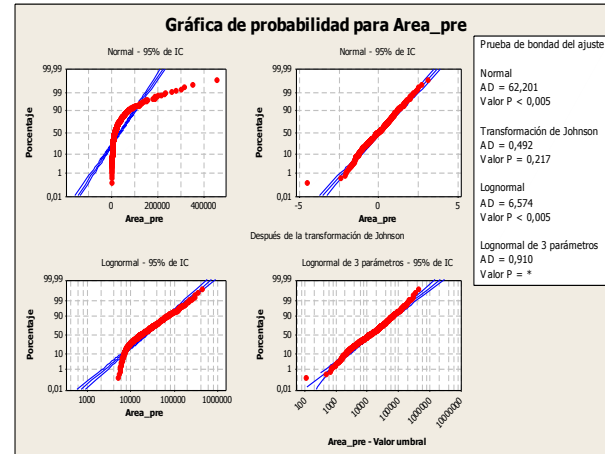 Gráfica de probabilidad para Area_pre
Normal - 95% de IC
99,99
99
90
50
10
1
0,01
Porcentaje
0
200000
400000
Area_pre
Normal - 95% de IC
99,99
99
90
50
10
1
0,01
Porcentaje
-5
0
5
Area_pre
Después de la transformación de Johnson
Lognormal - 95% de IC
99,99
99
90
50
10
1
0,01
Porcentaje
1000
10000
100000
1000000
Area_pre
Lognormal de 3 parámetros - 95% de IC
99,99
99
90
50
10
1
0,01
Porcentaje
100
1000
10000
100000
1000000
10000000
Area_pre - Valor umbral
Prueba de bondad del ajuste
Normal
AD = 62,201
Valor P < 0,005
Transformación de Johnson
AD = 0,492
Valor P = 0,217
Lognormal
AD = 6,574
Valor P < 0,005
Lognormal de 3 parámetros
AD = 0,910
Valor P = *